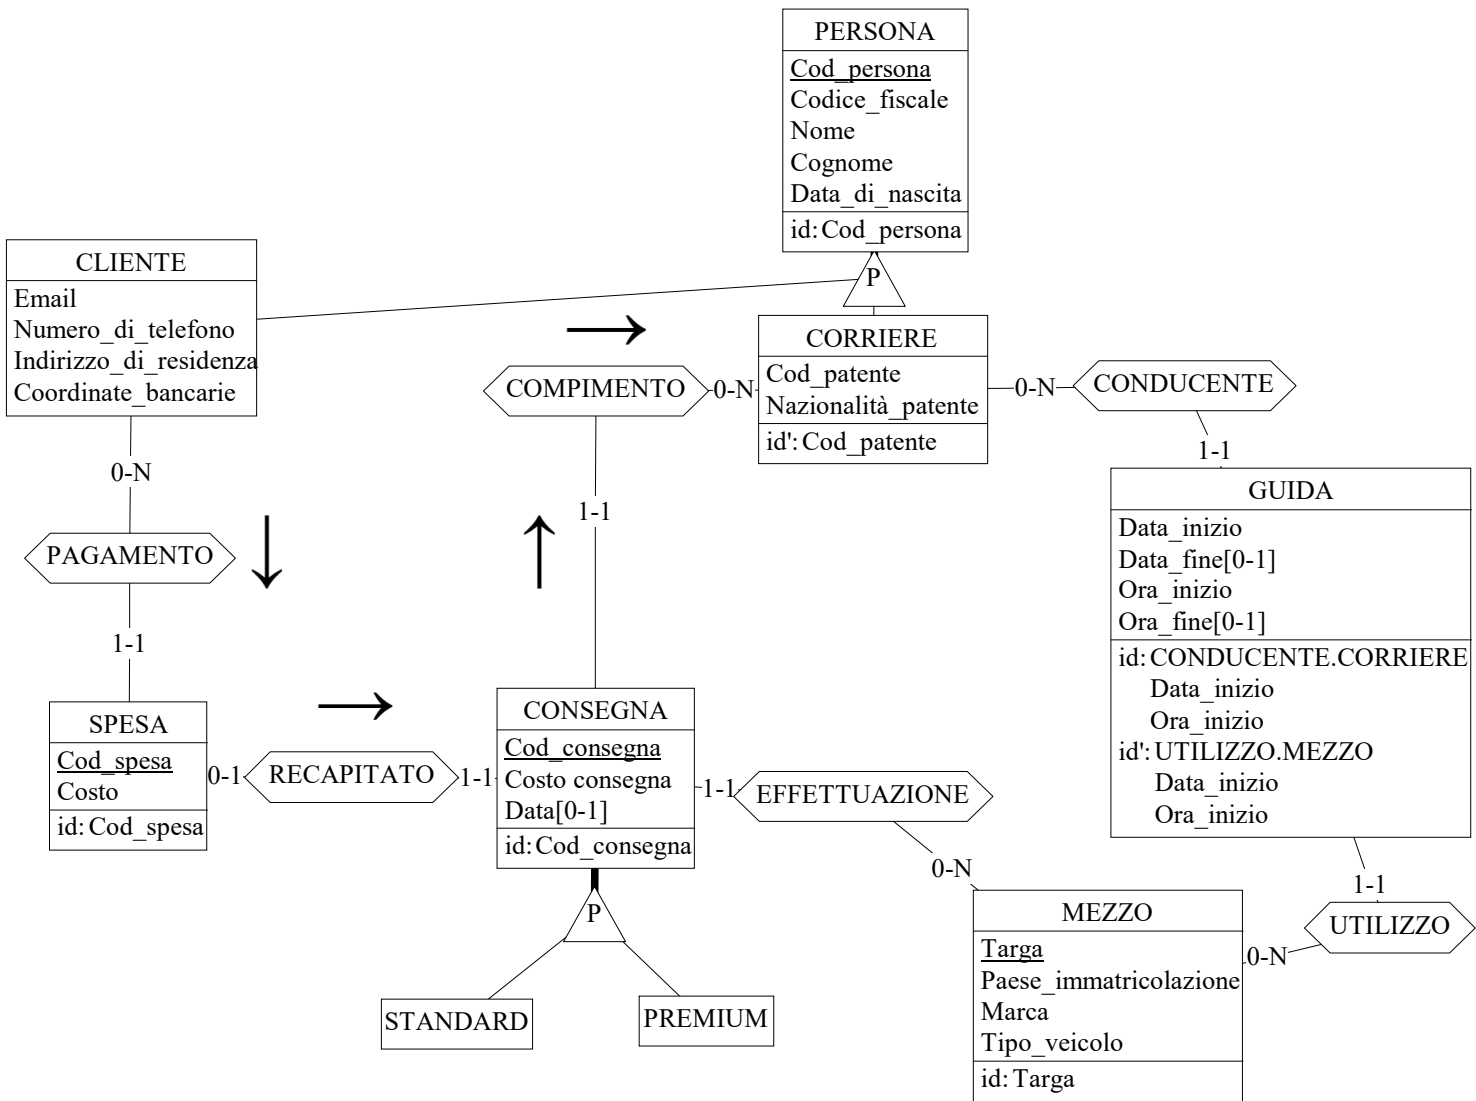 PERSONA
Cod_persona
Codice_fiscale
Nome
Cognome
Data_di_nascita
id:Cod_persona
P
CLIENTE
Email
Numero_di_telefono
Indirizzo_di_residenza
Coordinate_bancarie
COMPIMENTO
0-N
CORRIERE
Cod_patente
Nazionalità_patente
id':Cod_patente
0-N
CONDUCENTE
0-N
1-1
1-1
PAGAMENTO
1-1
GUIDA
Data_inizio
Data_fine[0-1]
Ora_inizio
Ora_fine[0-1]
id:CONDUCENTE.CORRIERE
Data_inizio
Ora_inizio
id':UTILIZZO.MEZZO
Data_inizio
Ora_inizio
SPESA
Cod_spesa
Costo
id:Cod_spesa
0-1
RECAPITATO
1-1
CONSEGNA
Cod_consegna
Costo consegna
Data[0-1]
id:Cod_consegna
1-1
EFFETTUAZIONE
0-N
1-1
P
STANDARD
PREMIUM
MEZZO
Targa
Paese_immatricolazione
Marca
Tipo_veicolo
id:Targa
0-N
UTILIZZO